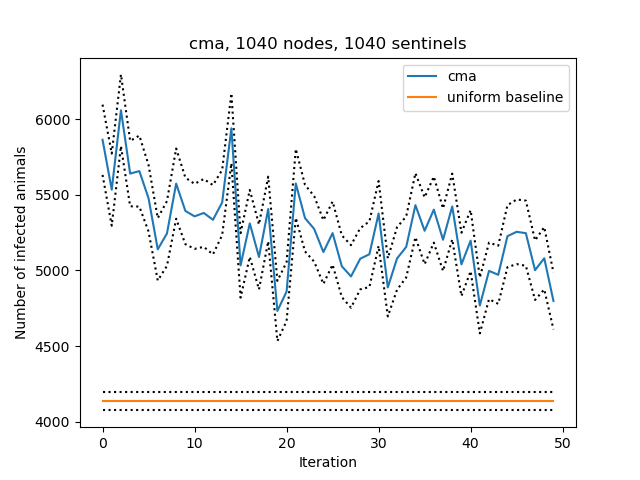 cma, 1040 nodes, 1040 sentinels
cma
uniform baseline
Number of infected animals
6000
5500
5000
4500
4000
0 10 20 30 40 50
Iteration